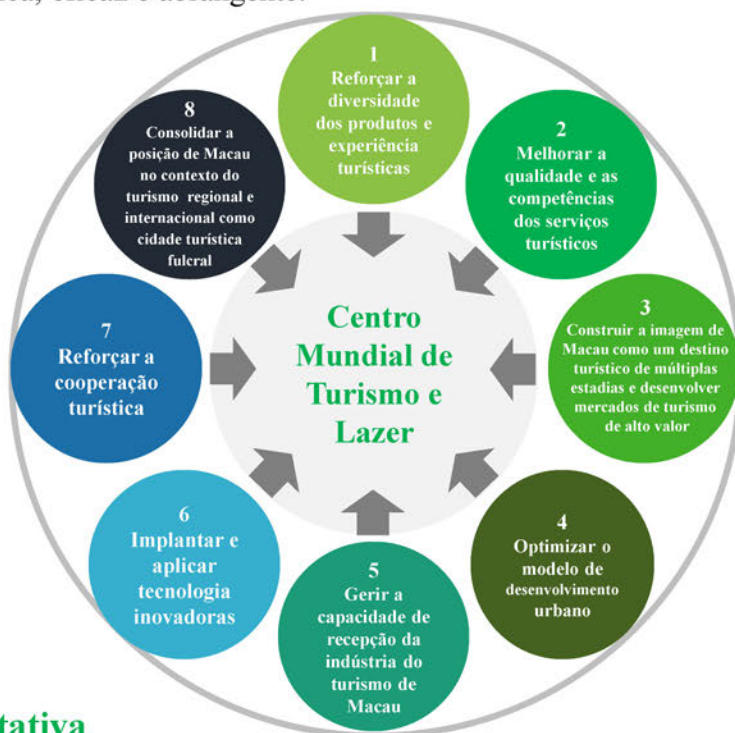 1
Reforçar a
diversidade
dos produtos e
experiência
turísticas
2
Melhorar a
qualidade e as
competências
dos serviços
turísticos
3
Construir a imagem de
Macau como um destino
turístico de múltiplas
estadias e desenvolver
mercados de turismo
de alto valor
4
Optimizar o
modelo de
desenvolvimento
urbano
5
Gerir a
capacidade de
recepção da
indústria do
turismo de
Macau
6
Implantar e
aplicar
tecnologia
inovadoras
7
Reforçar a
cooperação
turística
8
Consolidar a
posição de Macau
no contexto do
turismo regional e
internacional como
cidade turística
fulcral
Centro
Mundial de
Turismo e
Lazer